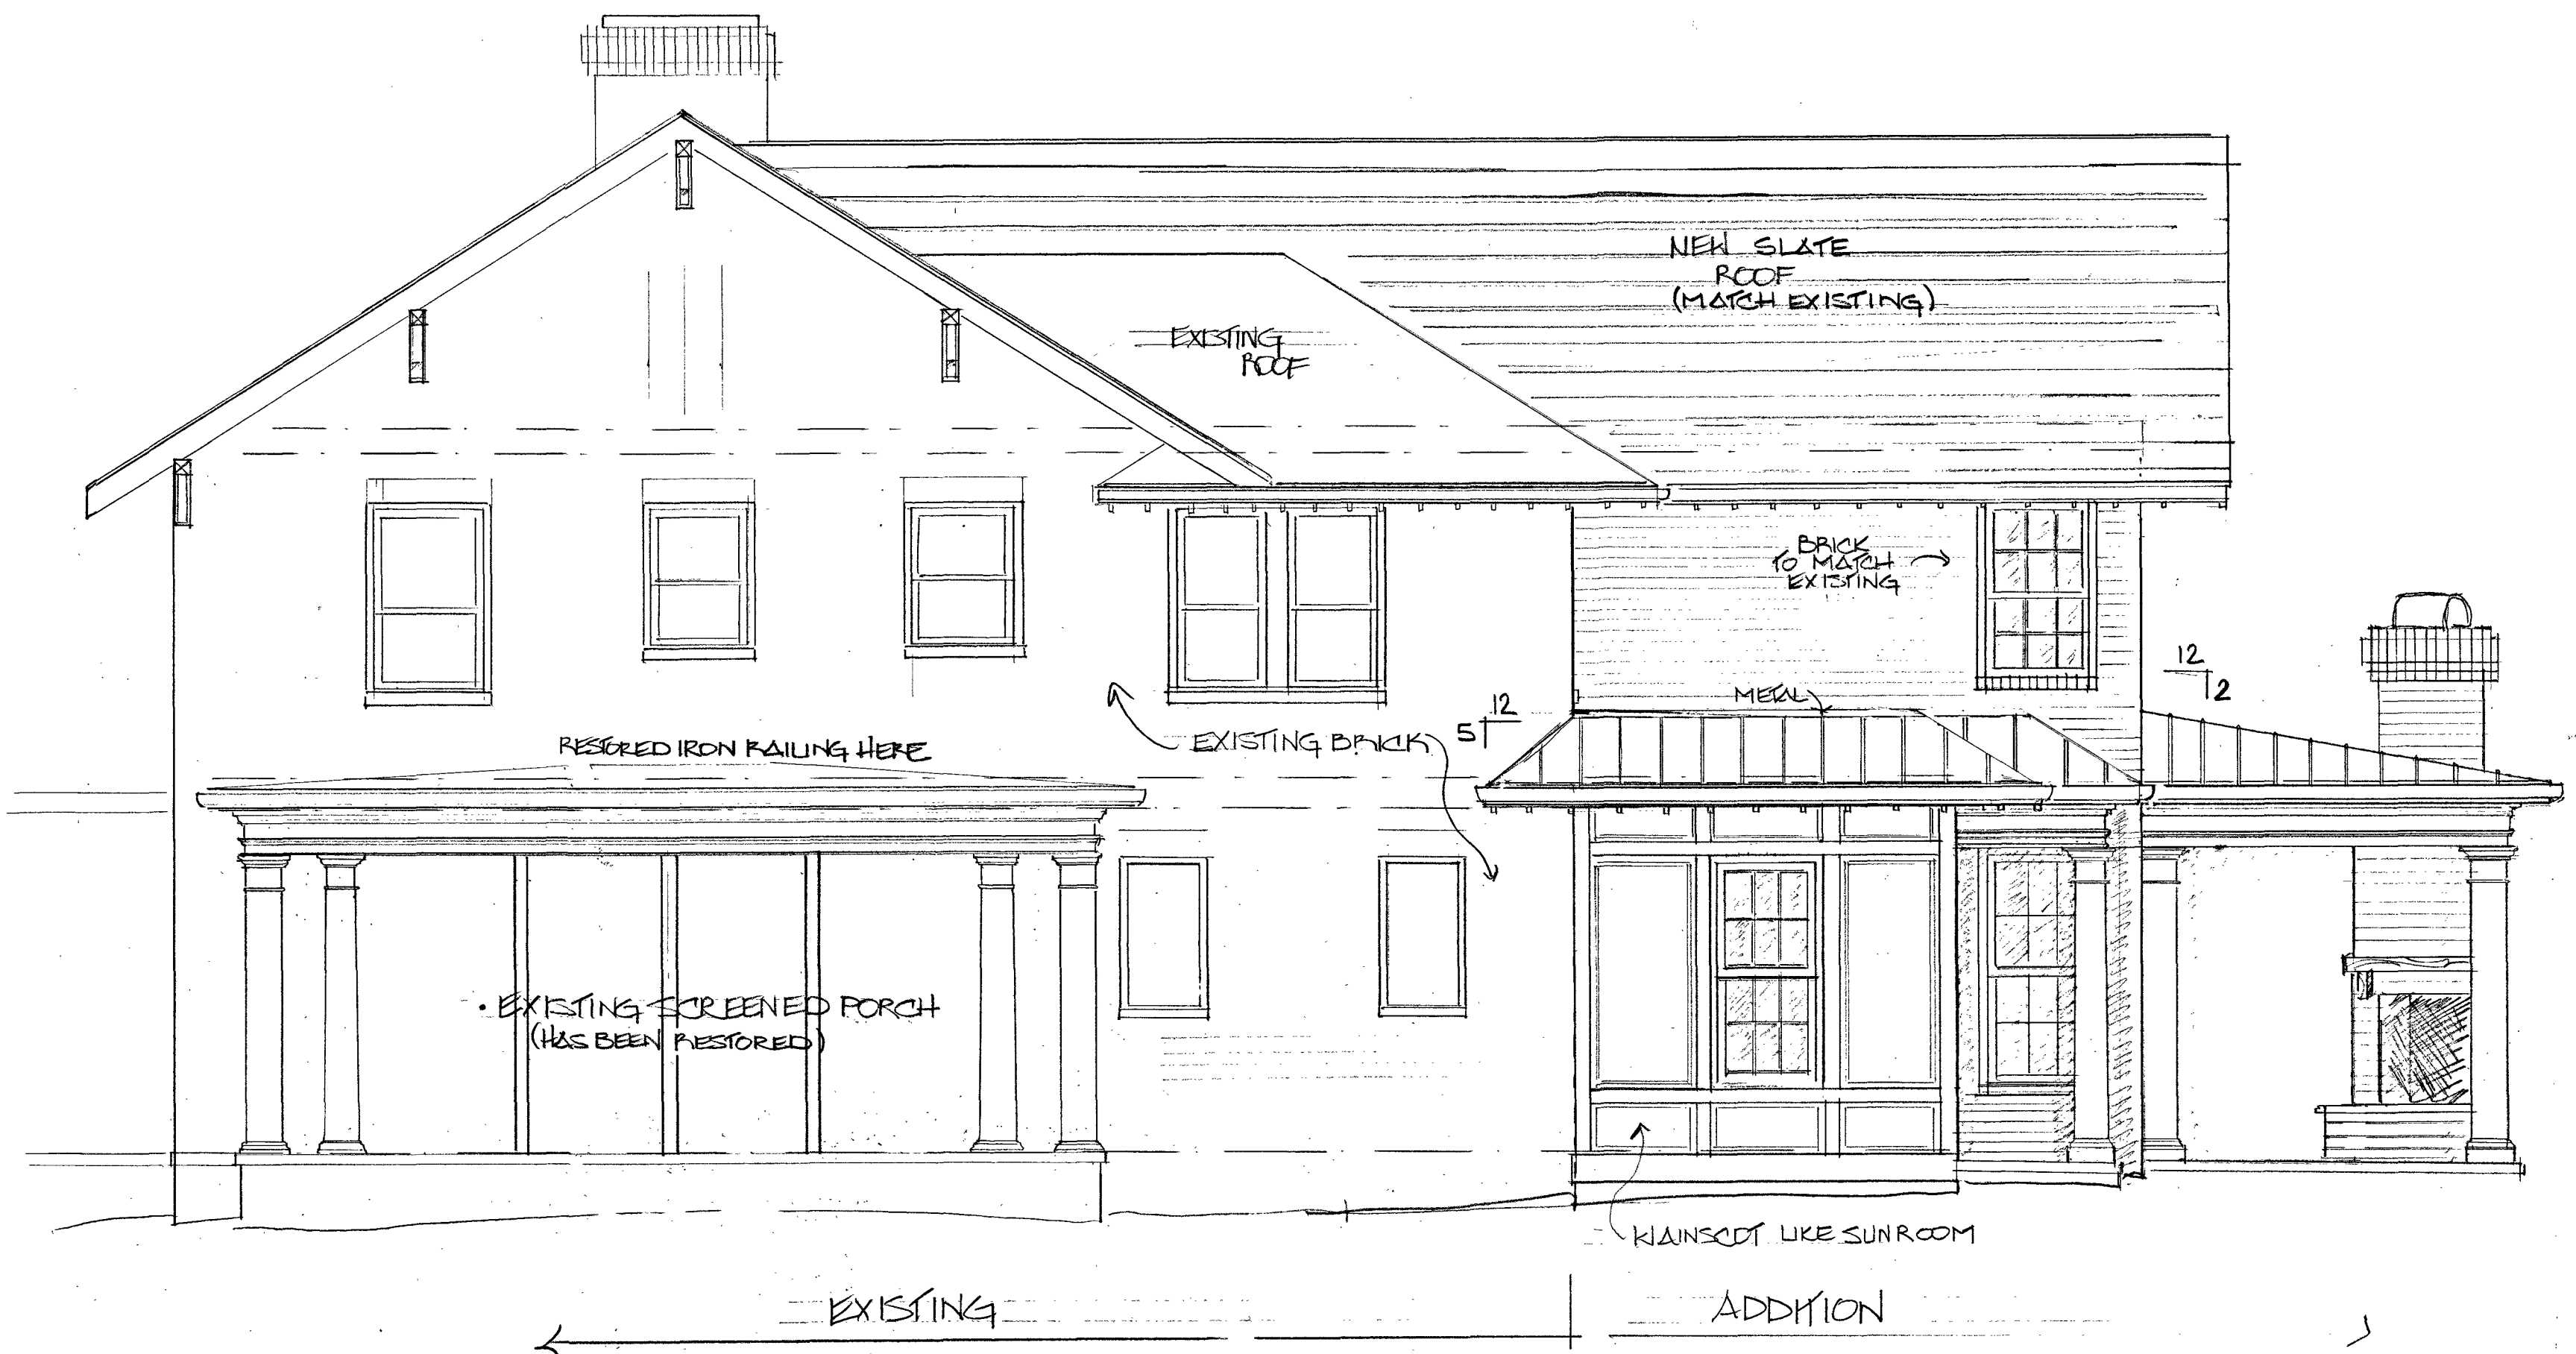 NEW SLATE
ROOF
(MATCH EXISTING)
EXISTING
ROOF
BRICK
TO MATCH
EXISTING
12
2
METAL
12
5
EXISTING BRICK
RESTORED IRON RAILING HERE
• EXISTING SCREENED PORCH
(HAS BEEN RESTORED)
WAINSCOT LIKE SUNROOM
EXISTING
ADDITION